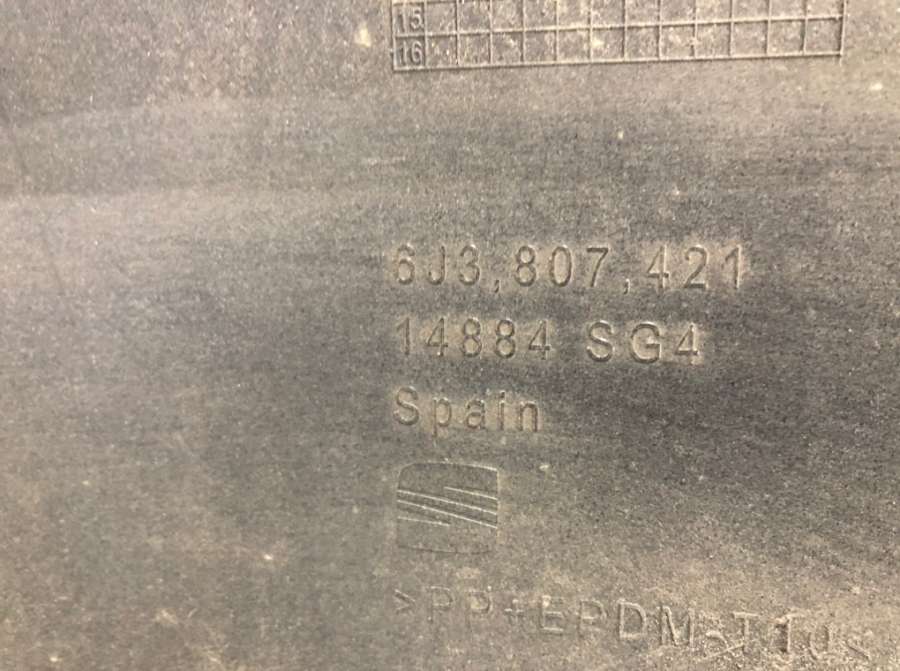 15
16
6J3,807,421
14884 SG4
Spain
>PP+EPDM-T10<